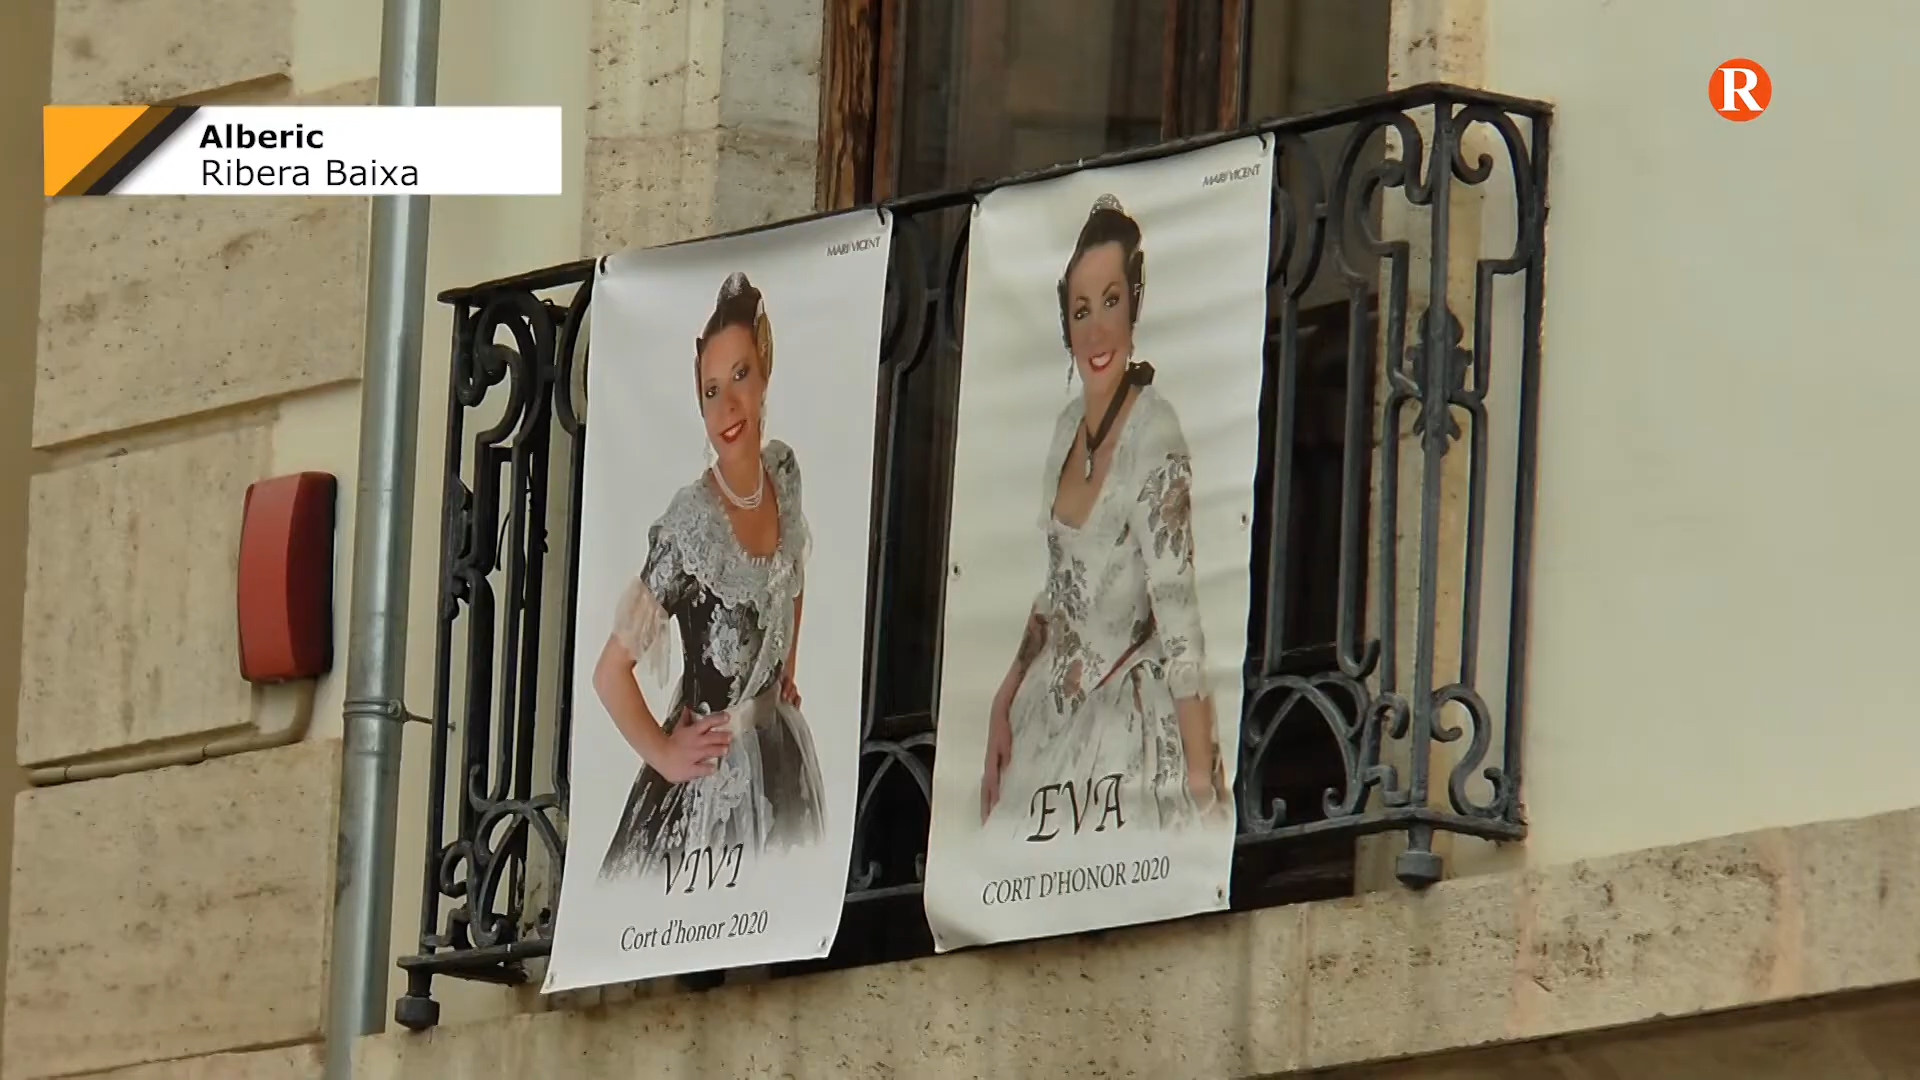 Alberic
Ribera Baixa
R
MARI VICENT
VIVI
Cort d'honor 2020
MARI VICENT
EVA
CORT D'HONOR 2020